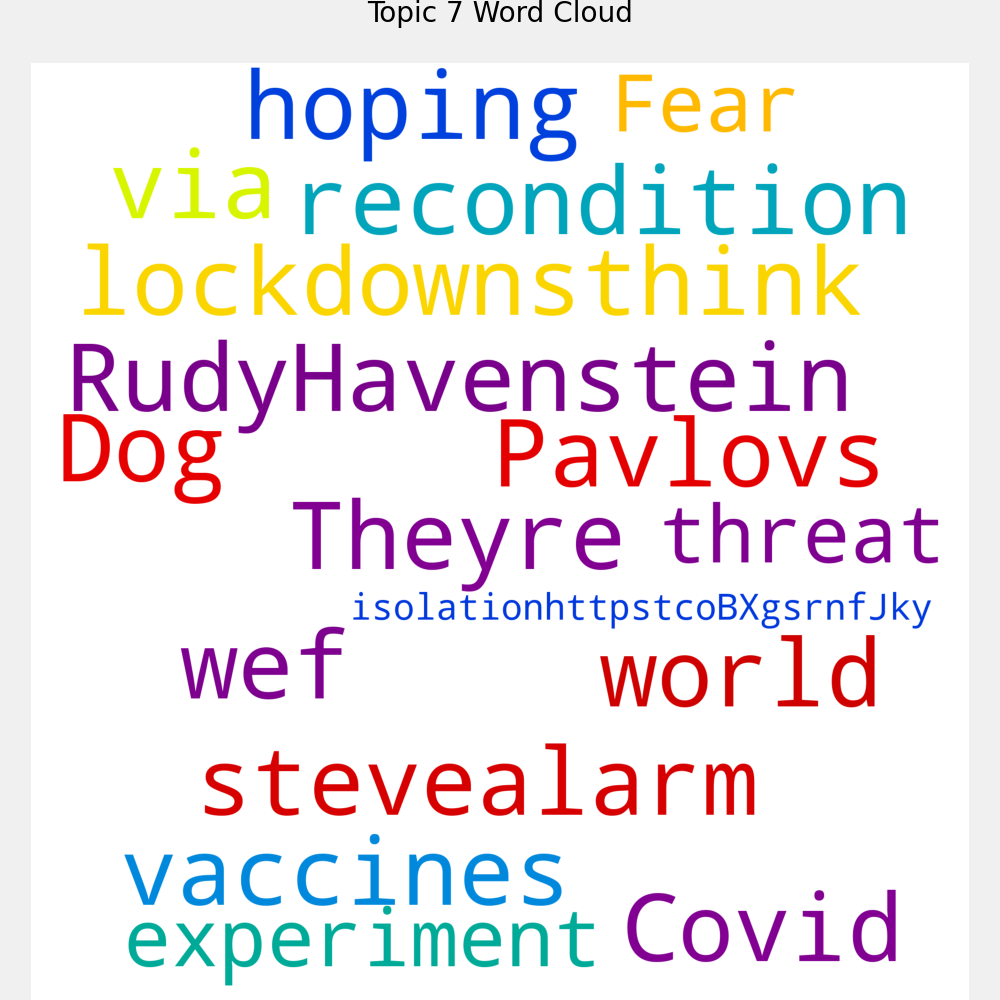 Topic 7 Word Cloud
hoping Fear
via recondition
lockdownsthink
RudyHavenstein
Dog Pavlovs
Theyre threat
isolationhttpstcoBXgsrnfJky
wef world
stevealarm
vaccines
experiment Covid